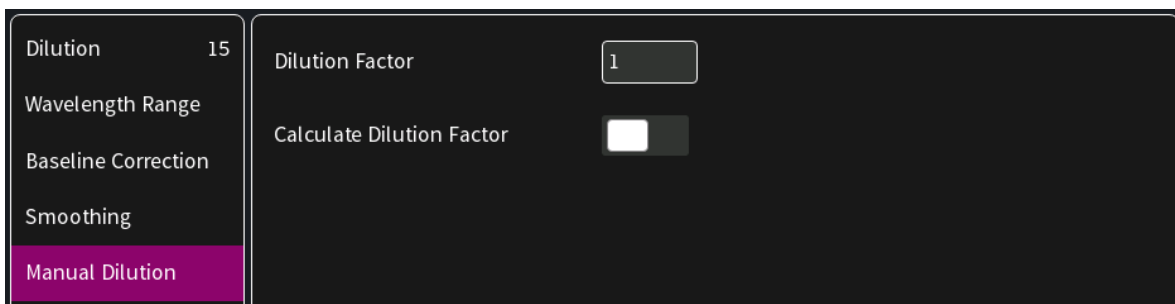 Dilution 15
Wavelength Range
Baseline Correction
Smoothing
Manual Dilution
Dilution Factor 1
Calculate Dilution Factor